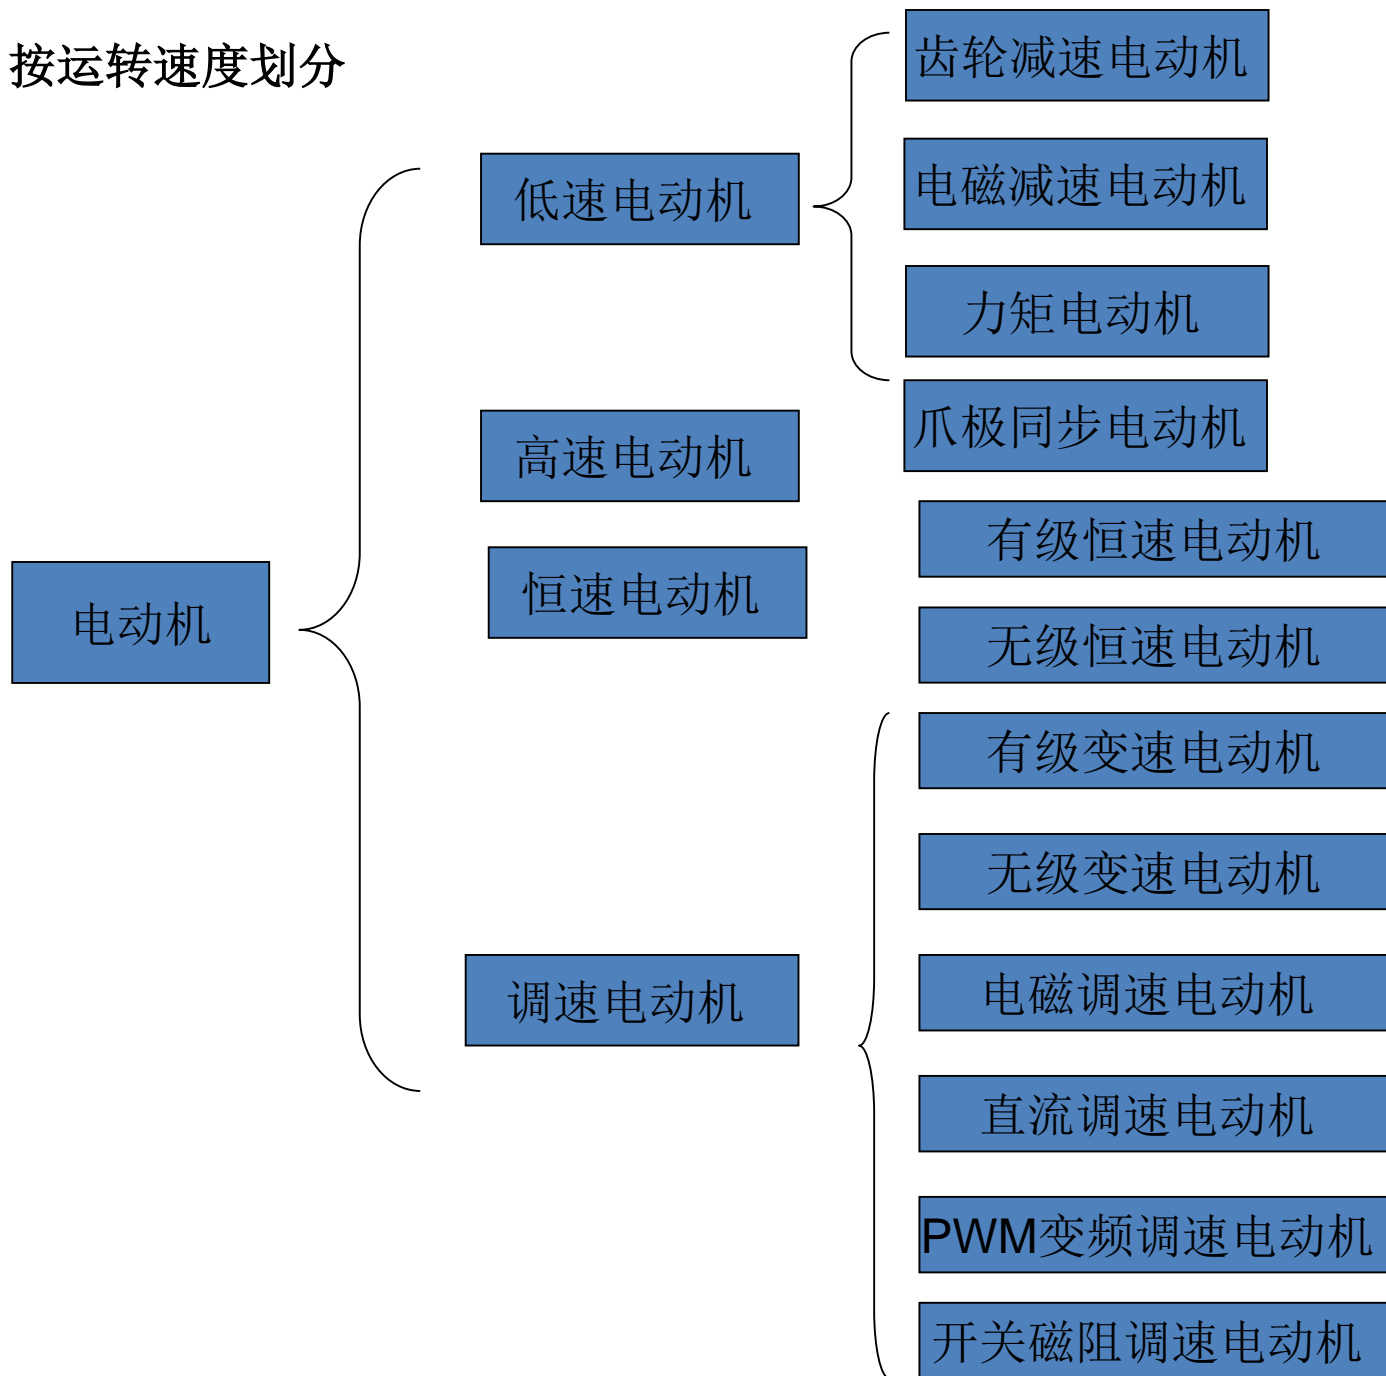 按运转速度划分
齿轮减速电动机
电磁减速电动机
低速电动机
力矩电动机
爪极同步电动机
高速电动机
有级恒速电动机
恒速电动机
电动机
无级恒速电动机
有级变速电动机
无级变速电动机
调速电动机
电磁调速电动机
直流调速电动机
PWM变频调速电动机
开关磁阻调速电动机